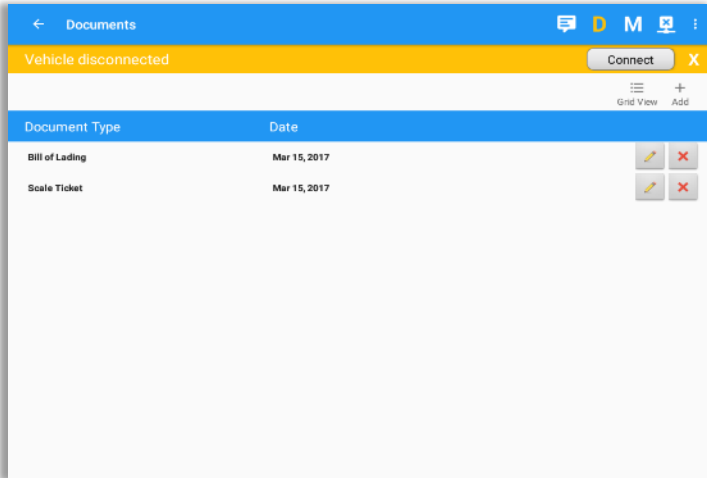 Documents D M
Vehicle disconnected Connect X
Grid View Add
Document Type Date
Bill of Lading Mar 15, 2017
Scale Ticket Mar 15, 2017